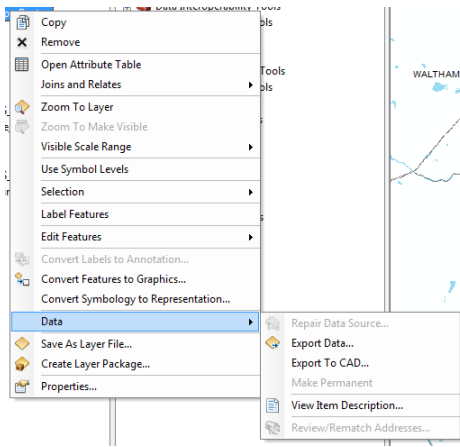 Data Interoperability Tools
Copy
Remove
Open Attribute Table
Joins and Relates
Tools
WALTHAM
Zoom To Layer
Zoom To Make Visible
Visible Scale Range
Use Symbol Levels
Selection
Label Features
Edit Features
Convert Labels to Annotation...
Convert Features to Graphics...
Convert Symbology to Representation...
Data
Save As Layer File...
Create Layer Package...
Properties...
Repair Data Source...
Export Data...
Export To CAD...
Make Permanent
View Item Description...
Review/Rematch Addresses...